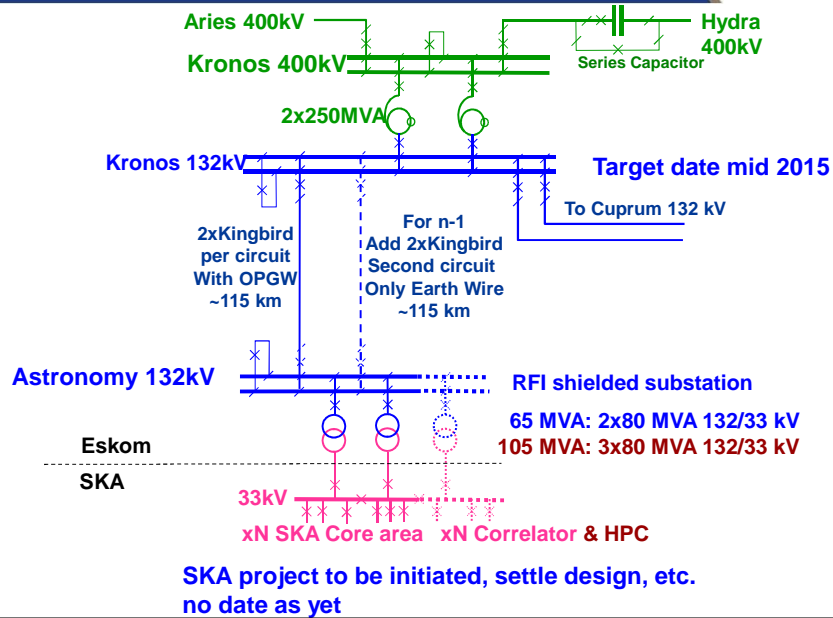 Aries 400kV
Hydra
400kV
Series Capacitor
Kronos 400kV
2x250MVA
Kronos 132kV
Target date mid 2015
To Cuprum 132 kV
2xKingbird
per circuit
With OPGW
~115 km
For n-1
Add 2xKingbird
Second circuit
Only Earth Wire
~115 km
Astronomy 132kV
RFI shielded substation
65 MVA: 2x80 MVA 132/33 kV
105 MVA: 3x80 MVA 132/33 kV
Eskom
SKA
33kV
xN SKA Core area
xN Correlator & HPC
SKA project to be initiated, settle design, etc.
no date as yet